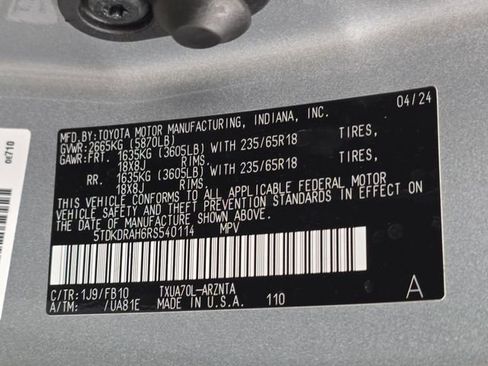 MFD.BY:TOYOTA MOTOR MANUFACTURING, INDIANA, INC. 04/24
GVWR:2665KG (5870LB)
GAWR:FRT. 1635KG (3605LB) WITH 235/65R18 TIRES,
18X8J RIMS.
RR. 1635KG (3605LB) WITH 235/65R18 TIRES,
18X8J RIMS.
THIS VEHICLE CONFORMS TO ALL APPLICABLE FEDERAL MOTOR
VEHICLE SAFETY AND THEFT PREVENTION STANDARDS IN EFFECT ON
THE DATE OF MANUFACTURE SHOWN ABOVE.
5TDKDRAH6RS540114 MPV
C/TR:1J9/FB10 TXUA70L-ARZNTA
A/TM: /UA81E MADE IN U.S.A. 110 A
0E710